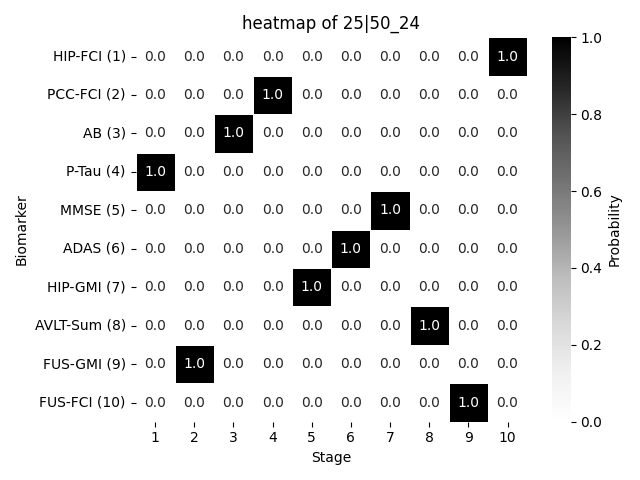 heatmap of 25|50_24
HIP-FCI (1) 0.0 0.0 0.0 0.0 0.0 0.0 0.0 0.0 0.0 1.0
PCC-FCI (2) 0.0 0.0 0.0 1.0 0.0 0.0 0.0 0.0 0.0 0.0
AB (3) 0.0 0.0 1.0 0.0 0.0 0.0 0.0 0.0 0.0 0.0
P-Tau (4) 1.0 0.0 0.0 0.0 0.0 0.0 0.0 0.0 0.0 0.0
MMSE (5) 0.0 0.0 0.0 0.0 0.0 0.0 1.0 0.0 0.0 0.0
ADAS (6) 0.0 0.0 0.0 0.0 0.0 1.0 0.0 0.0 0.0 0.0
HIP-GMI (7) 0.0 0.0 0.0 0.0 1.0 0.0 0.0 0.0 0.0 0.0
AVLT-Sum (8) 0.0 0.0 0.0 0.0 0.0 0.0 0.0 1.0 0.0 0.0
FUS-GMI (9) 0.0 1.0 0.0 0.0 0.0 0.0 0.0 0.0 0.0 0.0
FUS-FCI (10) 0.0 0.0 0.0 0.0 0.0 0.0 0.0 0.0 1.0 0.0
1 2 3 4 5 6 7 8 9 10
Stage
Biomarker
1.0
0.8
0.6
0.4
0.2
0.0
Probability